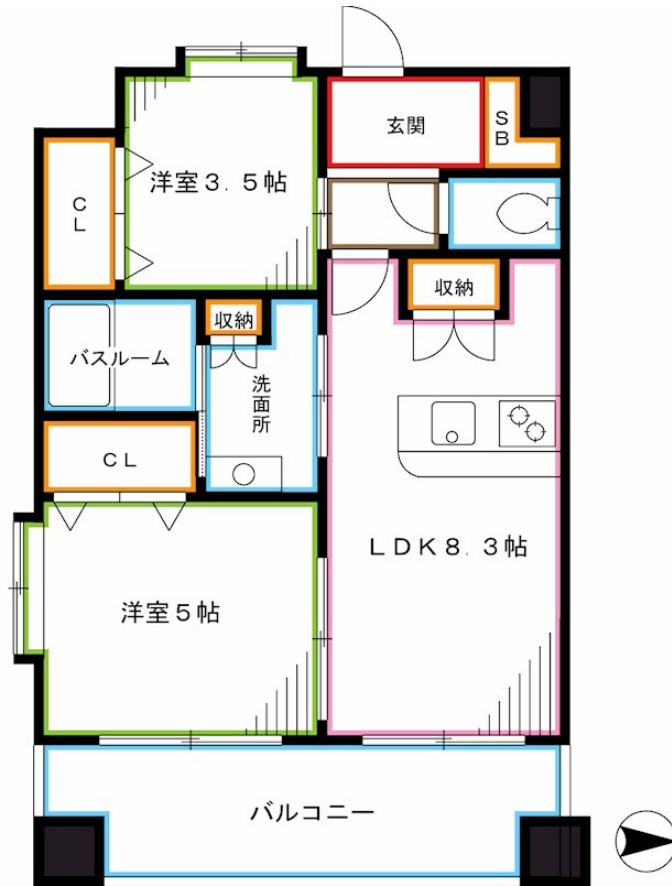 玄関
SB
洋室3.5帖
CL
収納
収納
バスルーム
洗面所
CL
LDK8.3帖
洋室5帖
バルコニー